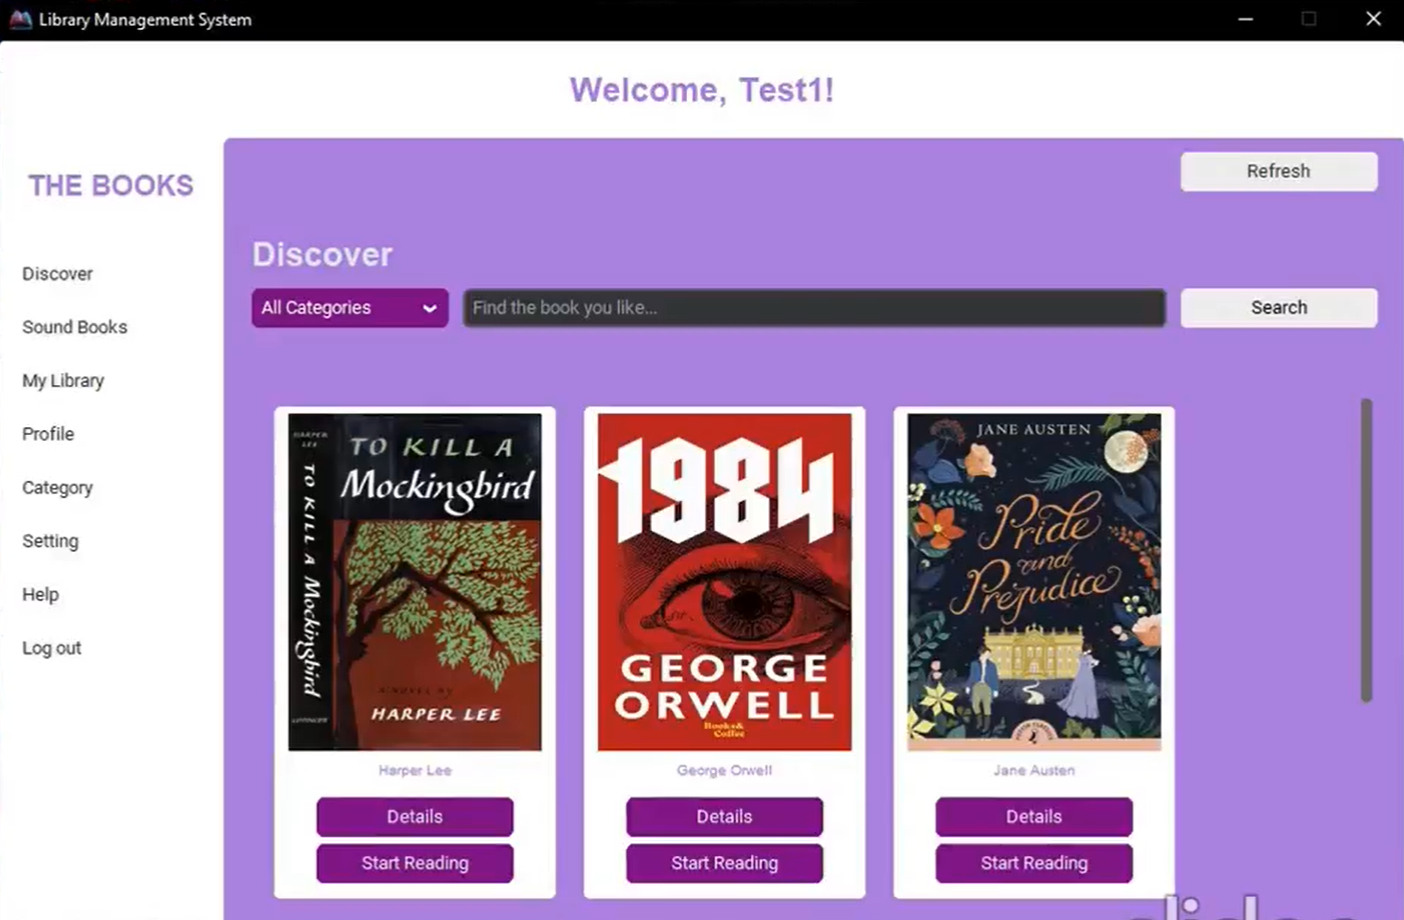 Library Management System
Welcome, Test1!
THE BOOKS
Discover
Sound Books
My Library
Profile
Category
Setting
Help
Log out
Refresh
Discover
All Categories
Find the book you like...
Search
HARPER
LEE
TO KILL A Mockingbird
TO KILL A
Mockingbird
A NOVEL BY
HARPER LEE
Harper Lee
Details
Start Reading
1984
GEORGE
ORWELL
Books&
Coffee
George Orwell
Details
Start Reading
JANE AUSTEN
Pride
and
Prejudice
Jane Austen
Details
Start Reading